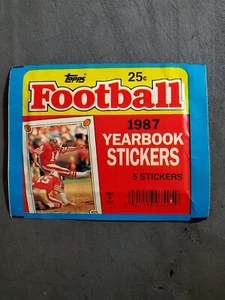 Topps
25¢
Football
1987
YEARBOOK
STICKERS
5 STICKERS